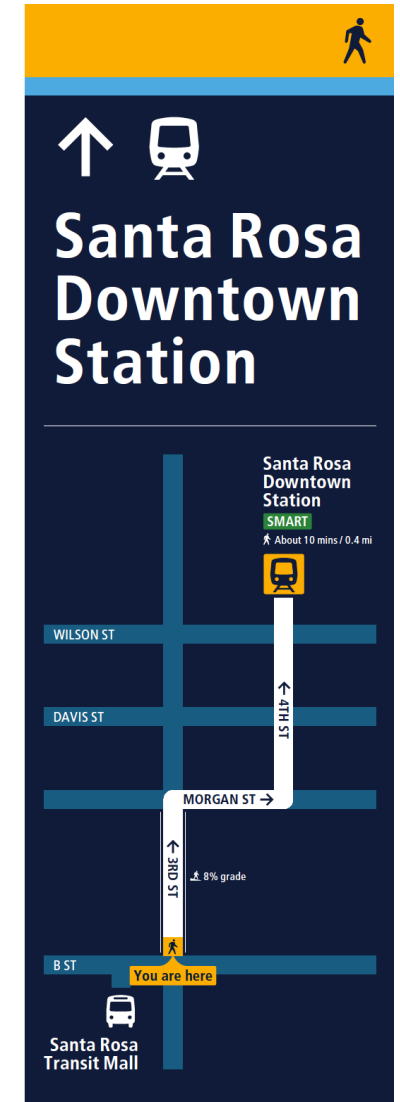 Santa Rosa
Downtown
Station
Santa Rosa
Downtown
Station
SMART
About 10 mins / 0.4 mi
WILSON ST
DAVIS ST
4TH ST
MORGAN ST
3RD ST
8% grade
B ST
You are here
Santa Rosa
Transit Mall